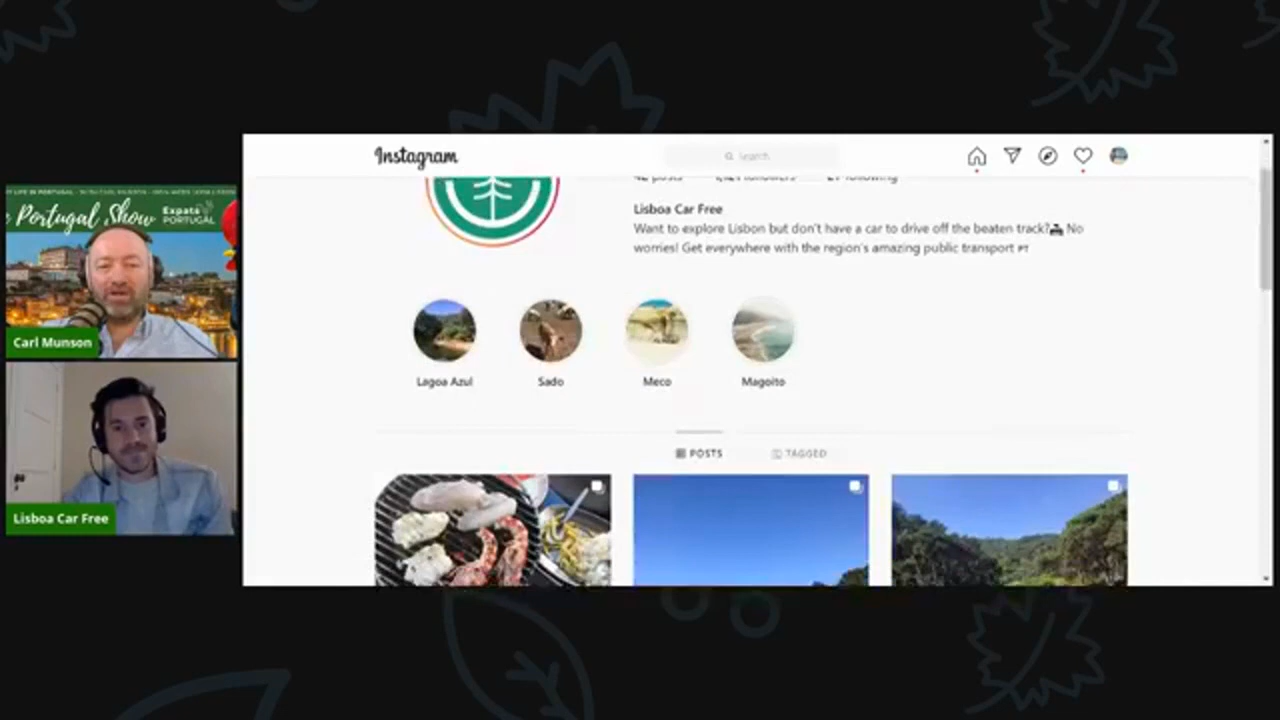 Portugal Show
Expats
PORTUGAL
Carl Munson
Lisboa Car Free
Instagram
Search
Lisboa Car Free
Want to explore Lisbon but don't have a car to drive off the beaten track? No
worries! Get everywhere with the region's amazing public transport PT
Lagoa Azul
Sado
Meco
Magoito
POSTS
TAGGED